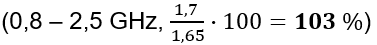 (0,8 – 2,5 GHz, 1,7/1,65 · 100 = 103 %)